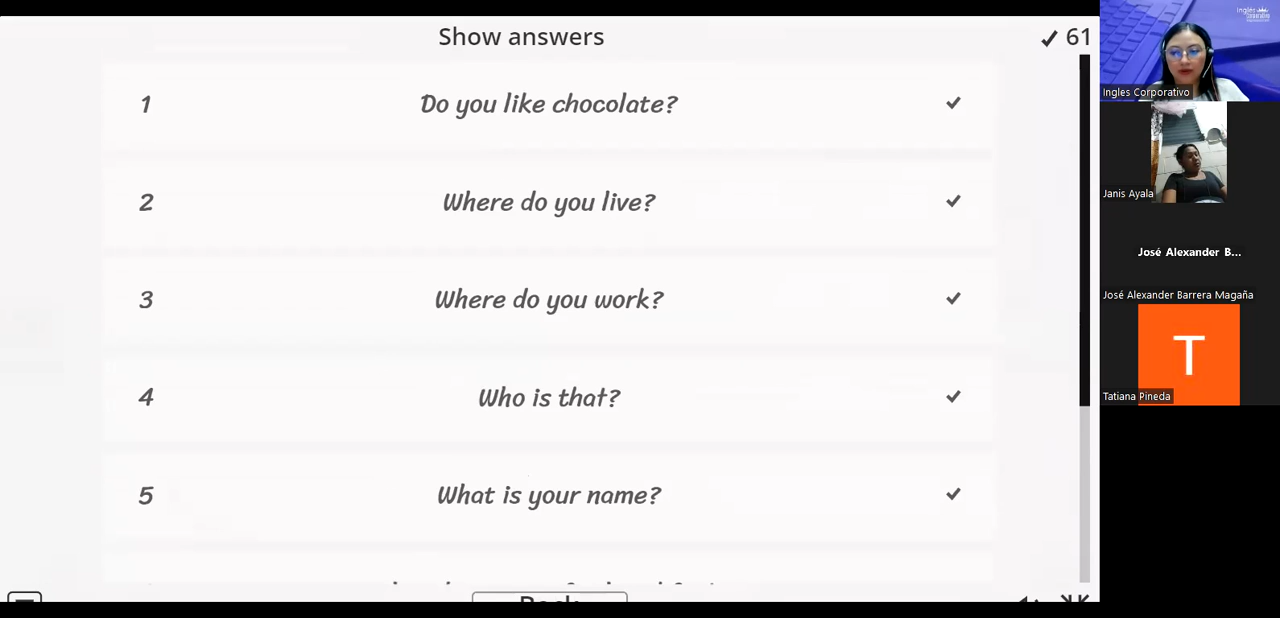 Show answers
✓ 61
1 Do you like chocolate? ✓
2 Where do you live? ✓
3 Where do you work? ✓
4 Who is that? ✓
5 What is your name? ✓
Back
Ingles Corporativo
Janis Ayala
José Alexander B...
José Alexander Barrera Magaña
T
Tatiana Pineda